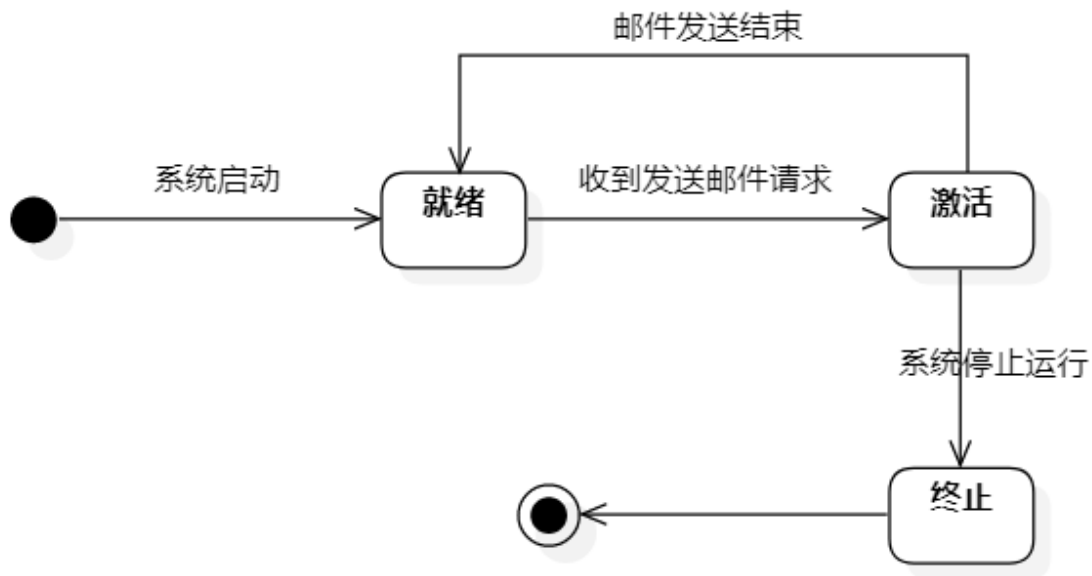 邮件发送结束
系统启动
收到发送邮件请求
就绪
激活
系统停止运行
终止